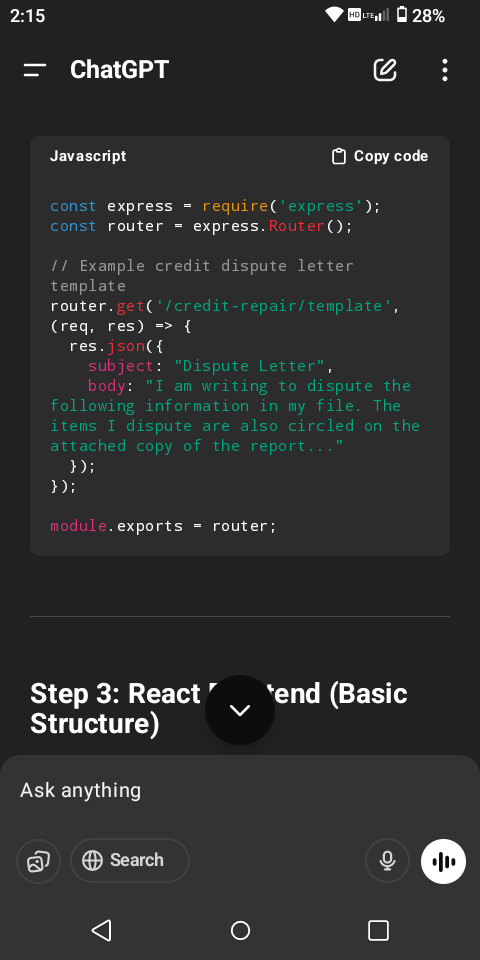 2:15 HD LTE 28%
ChatGPT
Javascript Copy code
const express = require('express');
const router = express.Router();
// Example credit dispute letter
template
router.get('/credit-repair/template',
(req, res) => {
  res.json({
    subject: "Dispute Letter",
    body: "I am writing to dispute the
following information in my file. The
items I dispute are also circled on the
attached copy of the report..."
  });
});
module.exports = router;
Step 3: React (Basic
Structure)
Ask anything
Search